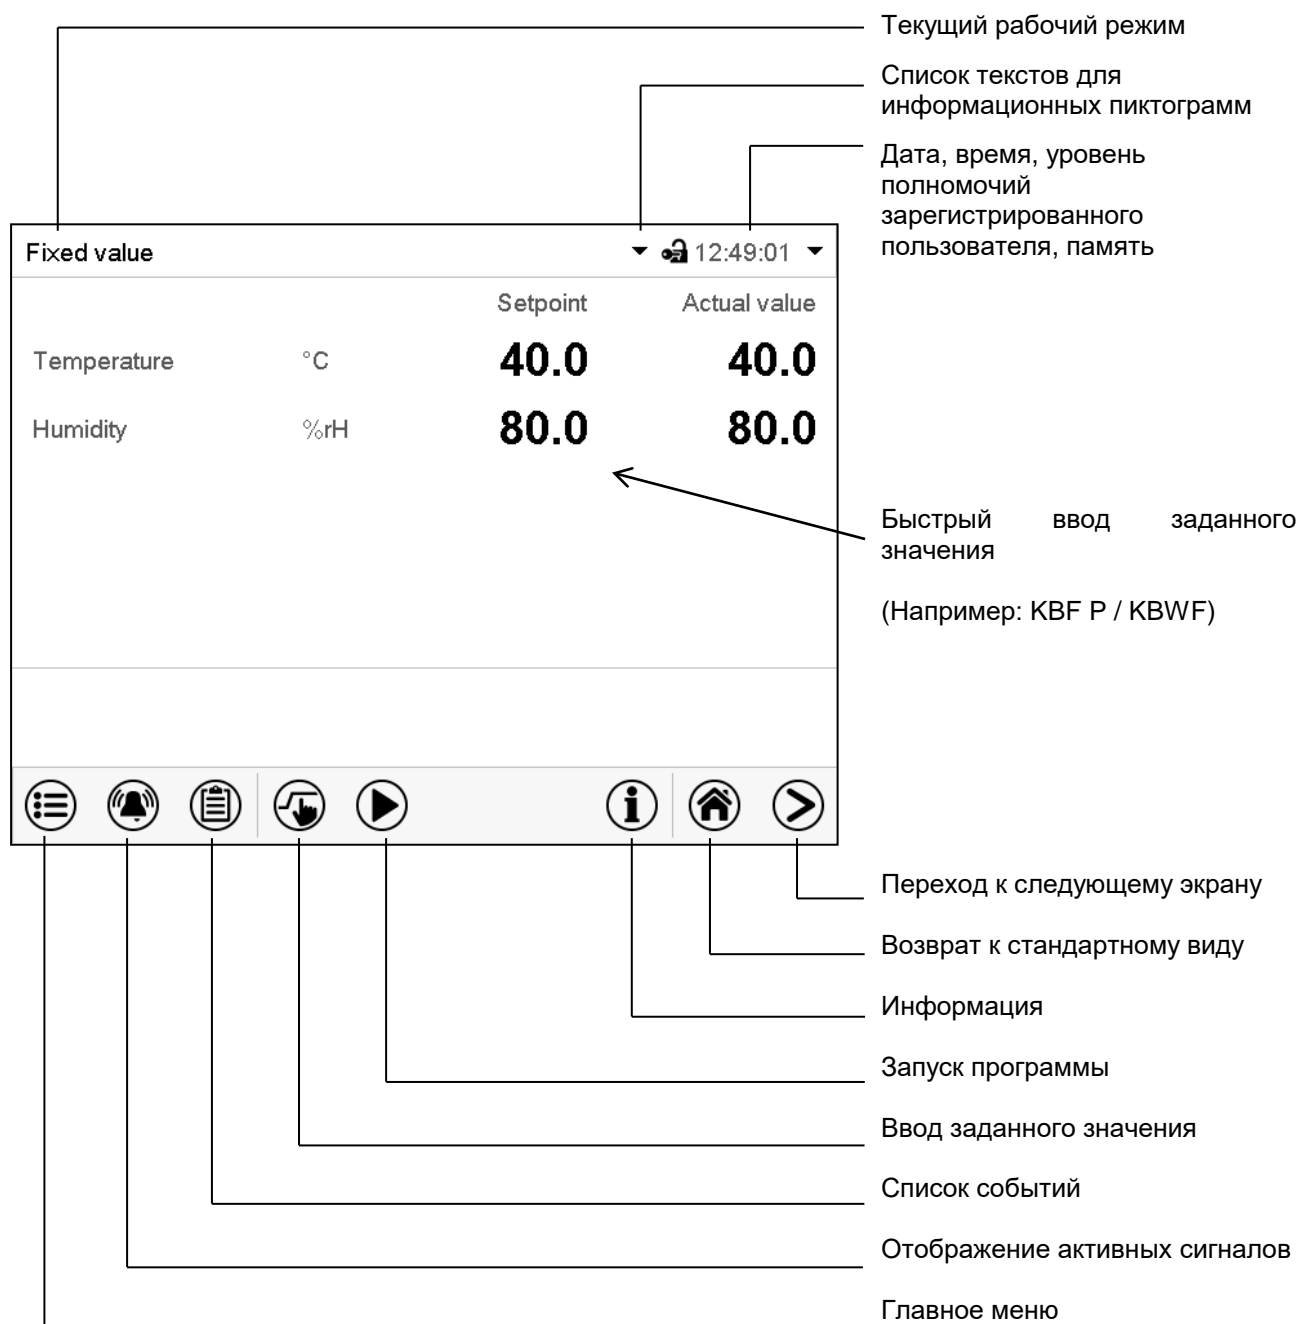 Текущий рабочий режим
Список текстов для
информационных пиктограмм
Дата, время, уровень
полномочий
зарегистрированного
пользователя, память
Fixed value
12:49:01
Setpoint Actual value
Temperature °C 40.0 40.0
Humidity %rH 80.0 80.0
Быстрый ввод заданного
значения
(Например: KBF P / KBWF)
Переход к следующему экрану
Возврат к стандартному виду
Информация
Запуск программы
Ввод заданного значения
Список событий
Отображение активных сигналов
Главное меню